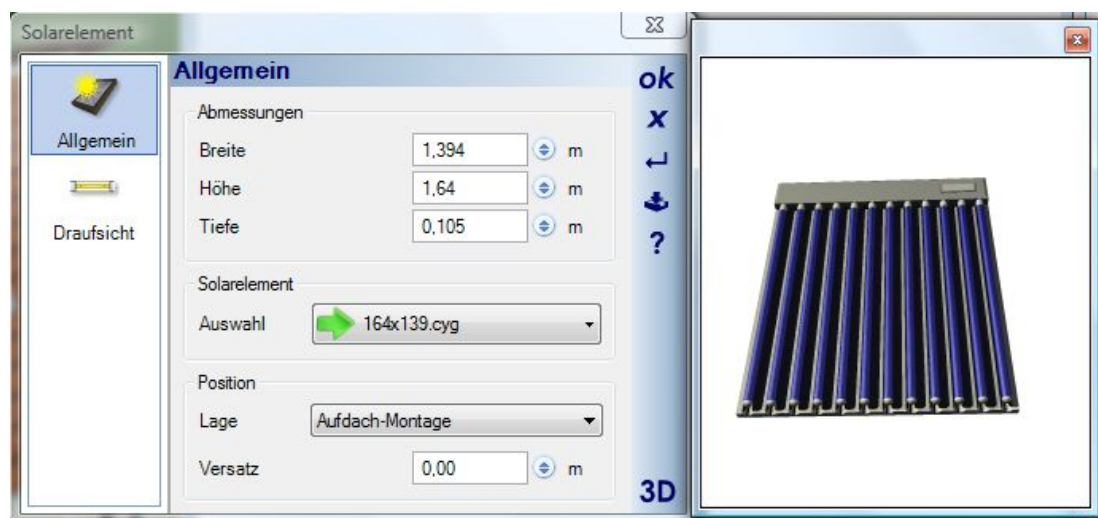 Solarelement
Allgemein
Draufsicht
Allgemein
Abmessungen
Breite 1,394 m
Höhe 1,64 m
Tiefe 0,105 m
Solarelement
Auswahl 164x139.cyg
Position
Lage Aufdach-Montage
Versatz 0,00 m
ok
x
?
3D